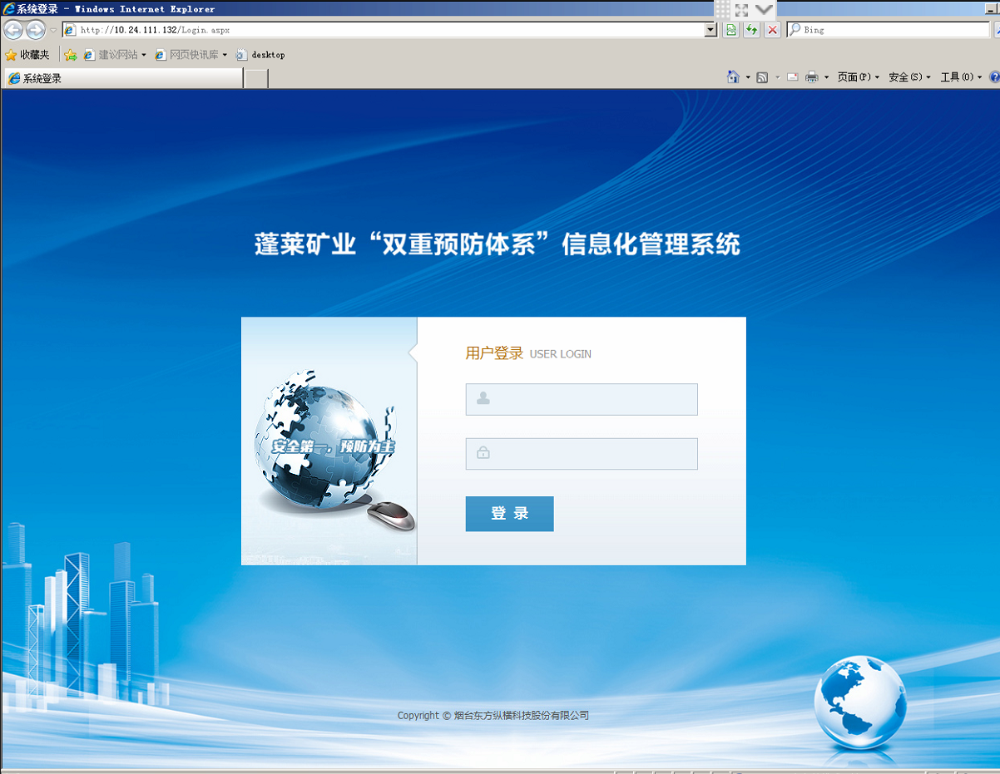 系统登录 - Windows Internet Explorer
http://10.24.111.132/Login.aspx
Bing
收藏夹 建议网站 网页快讯库 desktop
系统登录
页面(P) 安全(S) 工具(O)
蓬莱矿业“双重预防体系”信息化管理系统
用户登录 USER LOGIN
安全第一，预防为主
登 录
Copyright © 烟台东方纵横科技股份有限公司